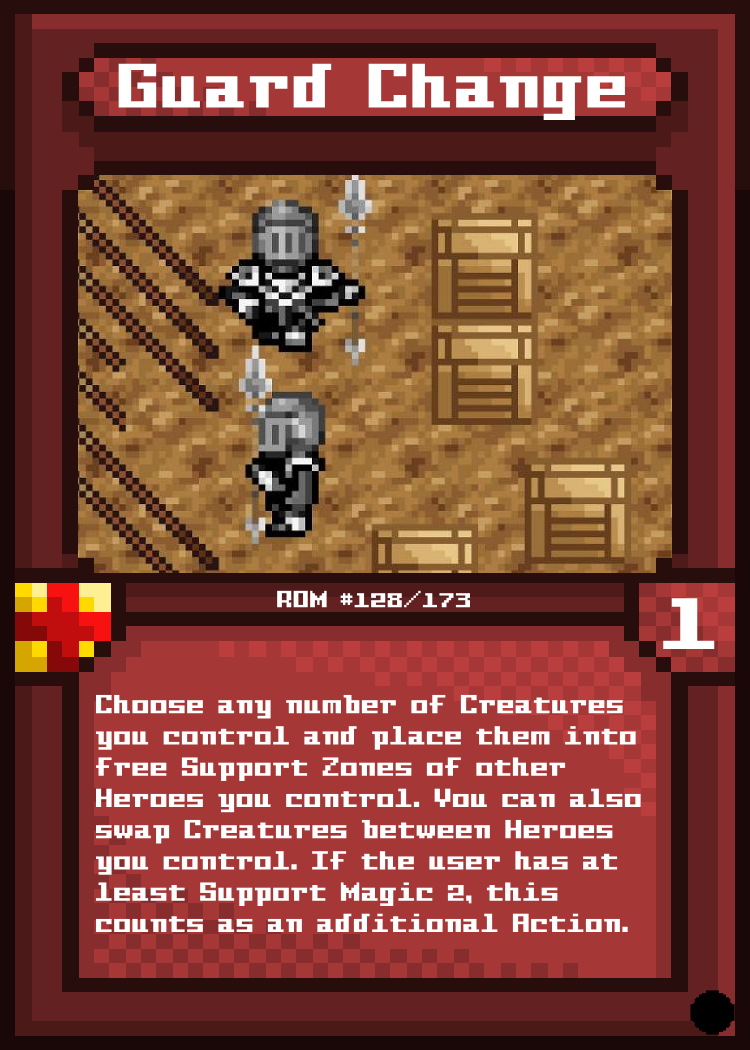 Guard Change
ROM #128/173
1
Choose any number of Creatures
you control and place them into
free Support Zones of other
Heroes you control. You can also
swap Creatures between Heroes
you control. If the user has at
least Support Magic 2, this
counts as an additional Action.